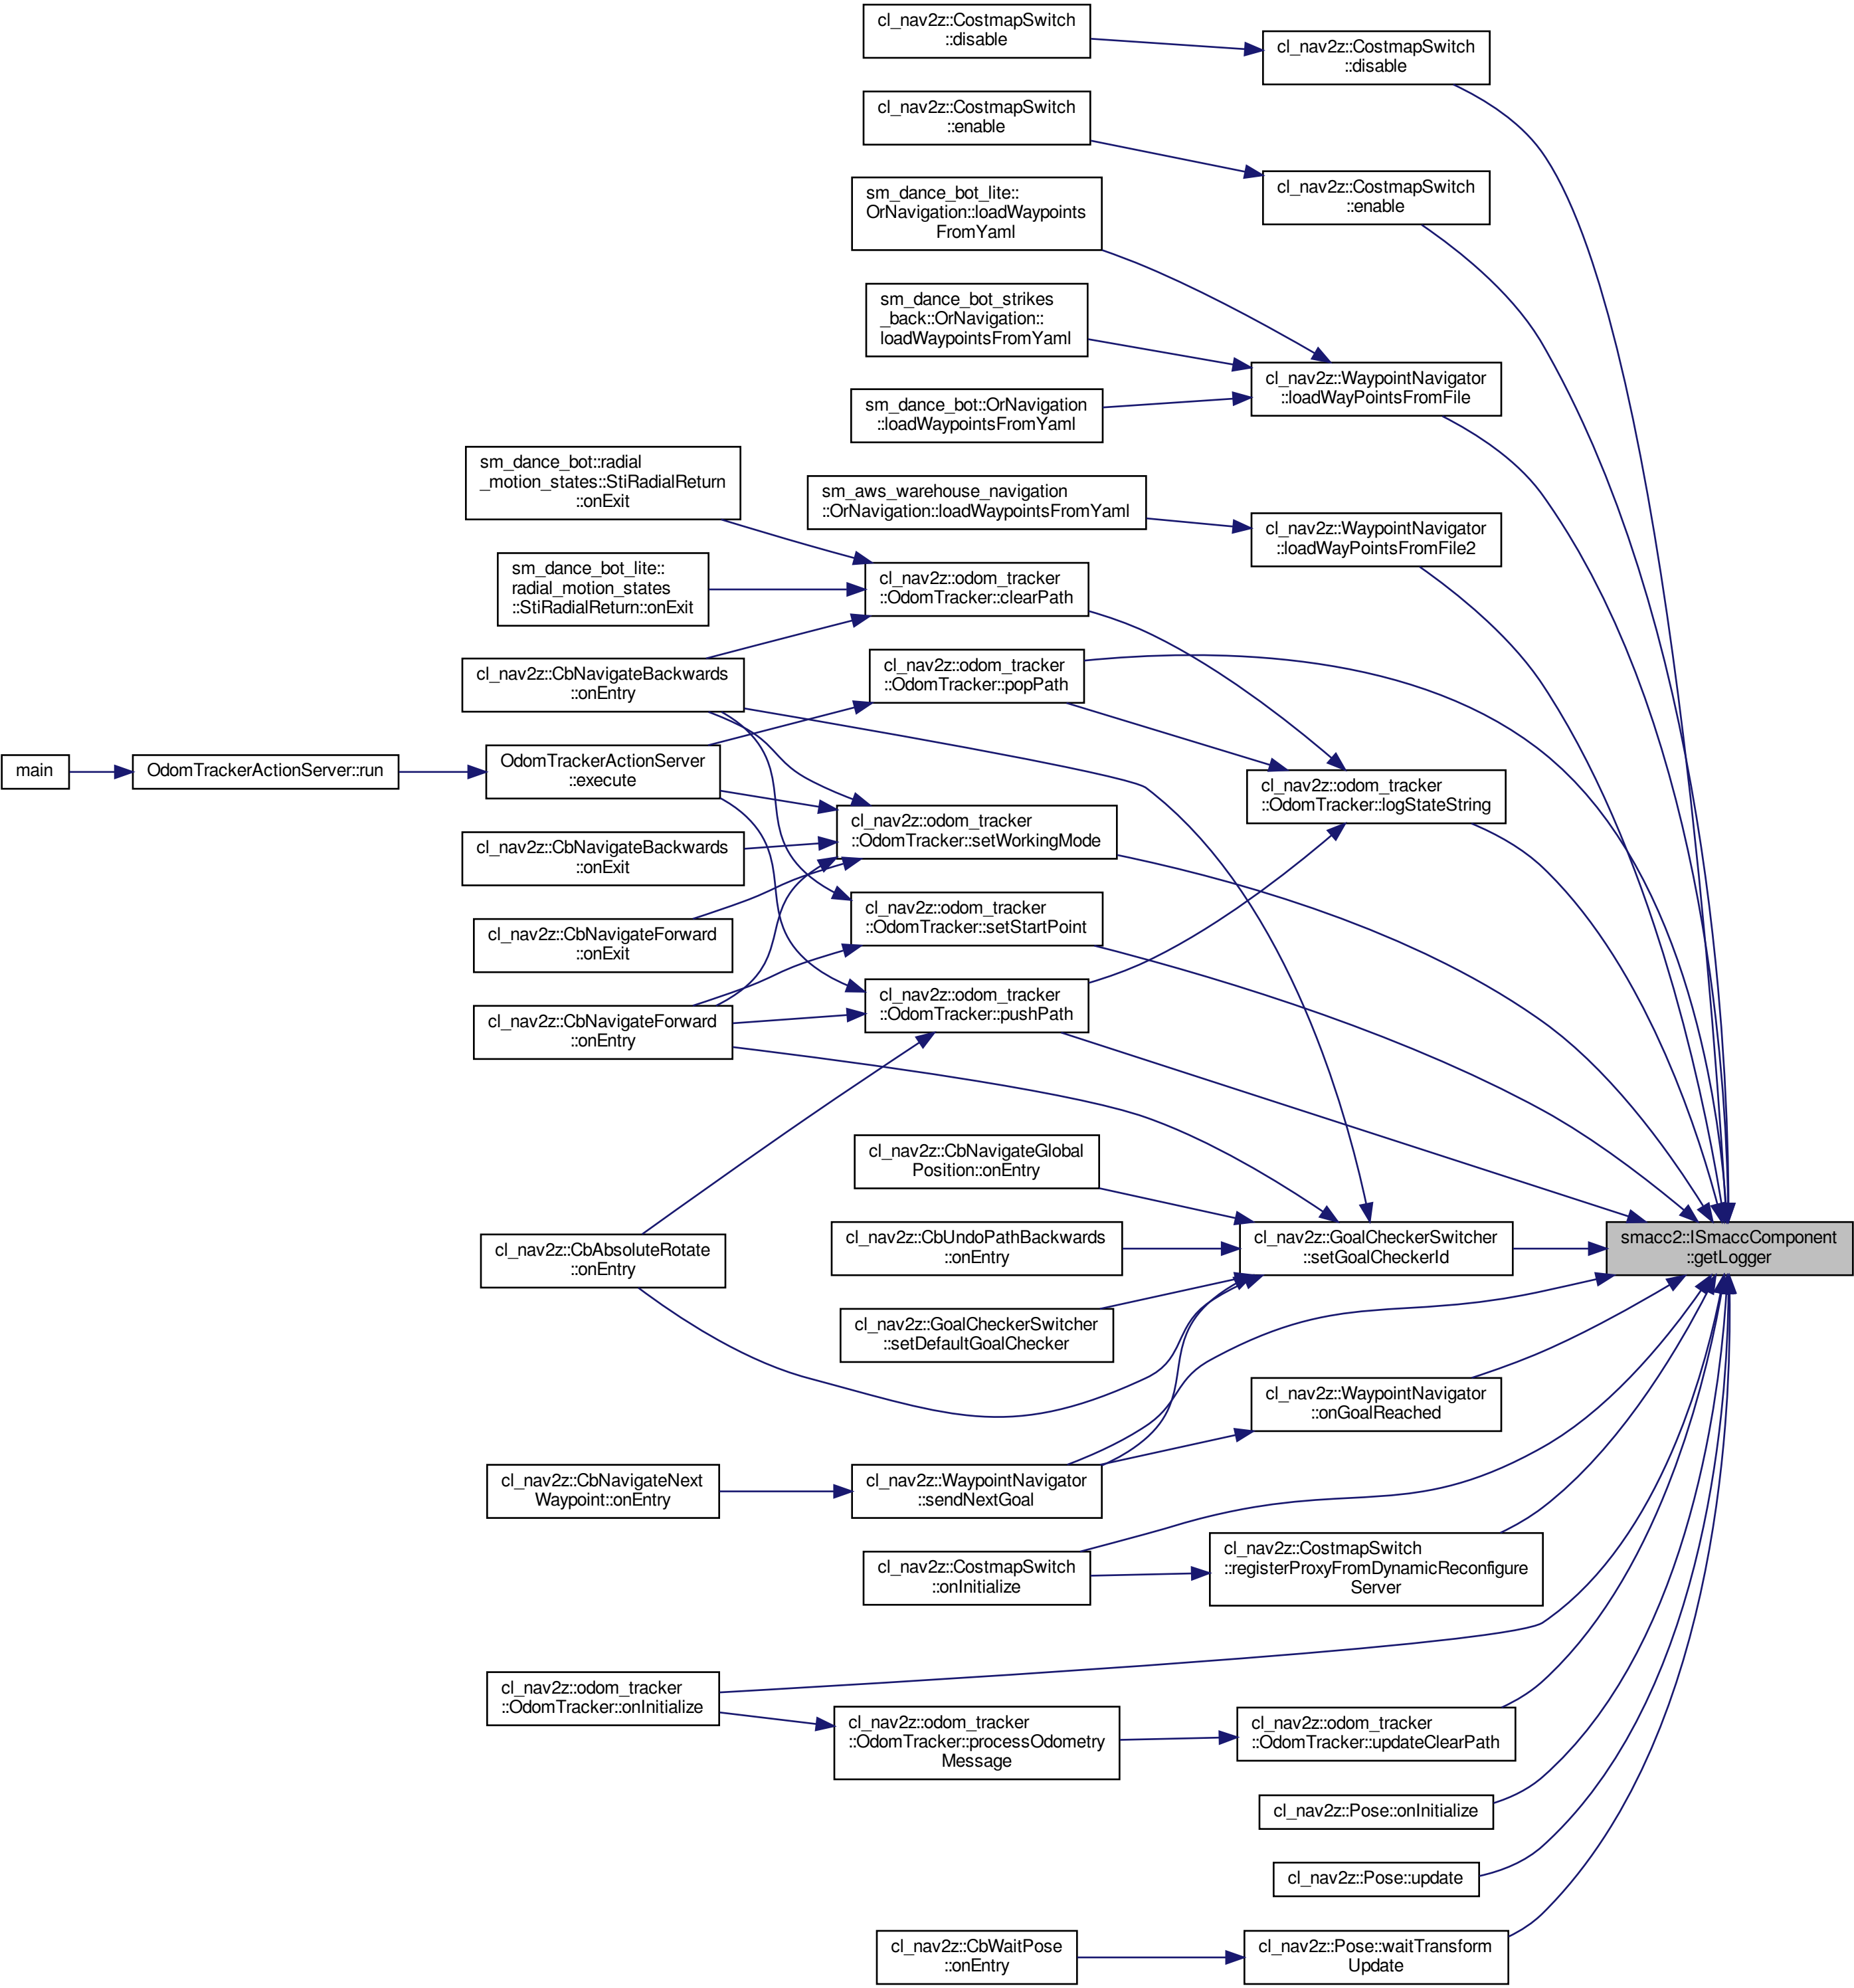 cl_nav2z::CostmapSwitch
::disable
cl_nav2z::CostmapSwitch
::disable
cl_nav2z::CostmapSwitch
::enable
cl_nav2z::CostmapSwitch
::enable
sm_dance_bot_lite::
OrNavigation::loadWaypoints
FromYaml
sm_dance_bot_strikes
_back::OrNavigation::
loadWaypointsFromYaml
cl_nav2z::WaypointNavigator
::loadWayPointsFromFile
sm_dance_bot::OrNavigation
::loadWaypointsFromYaml
sm_dance_bot::radial
_motion_states::StiRadialReturn
::onExit
sm_aws_warehouse_navigation
::OrNavigation::loadWaypointsFromYaml
cl_nav2z::WaypointNavigator
::loadWayPointsFromFile2
sm_dance_bot_lite::
radial_motion_states
::StiRadialReturn::onExit
cl_nav2z::odom_tracker
::OdomTracker::clearPath
cl_nav2z::CbNavigateBackwards
::onEntry
cl_nav2z::odom_tracker
::OdomTracker::popPath
main
OdomTrackerActionServer::run
OdomTrackerActionServer
::execute
cl_nav2z::odom_tracker
::OdomTracker::logStateString
cl_nav2z::odom_tracker
::OdomTracker::setWorkingMode
cl_nav2z::CbNavigateBackwards
::onExit
cl_nav2z::odom_tracker
::OdomTracker::setStartPoint
cl_nav2z::CbNavigateForward
::onExit
cl_nav2z::odom_tracker
::OdomTracker::pushPath
cl_nav2z::CbNavigateForward
::onEntry
cl_nav2z::CbNavigateGlobal
Position::onEntry
cl_nav2z::CbAbsoluteRotate
::onEntry
cl_nav2z::CbUndoPathBackwards
::onEntry
cl_nav2z::GoalCheckerSwitcher
::setGoalCheckerId
smacc2::ISmaccComponent
::getLogger
cl_nav2z::GoalCheckerSwitcher
::setDefaultGoalChecker
cl_nav2z::WaypointNavigator
::onGoalReached
cl_nav2z::CbNavigateNext
Waypoint::onEntry
cl_nav2z::WaypointNavigator
::sendNextGoal
cl_nav2z::CostmapSwitch
::onInitialize
cl_nav2z::CostmapSwitch
::registerProxyFromDynamicReconfigure
Server
cl_nav2z::odom_tracker
::OdomTracker::onInitialize
cl_nav2z::odom_tracker
::OdomTracker::processOdometry
Message
cl_nav2z::odom_tracker
::OdomTracker::updateClearPath
cl_nav2z::Pose::onInitialize
cl_nav2z::Pose::update
cl_nav2z::CbWaitPose
::onEntry
cl_nav2z::Pose::waitTransform
Update